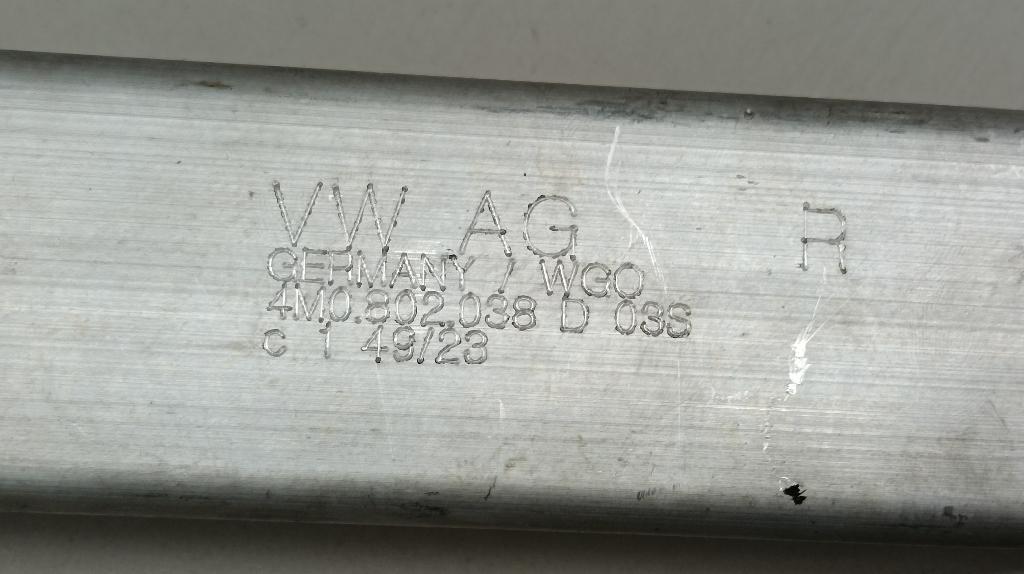 VW AG R
GERMANY / WGO
4M0.802.038 D 03S
c 1 49/23